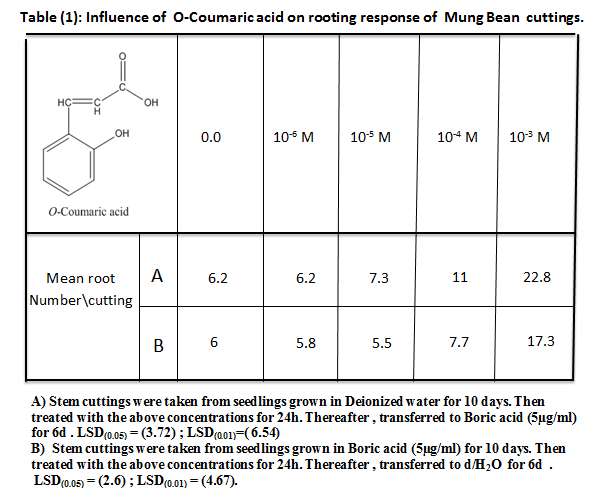 Table (1): Influence of O-Coumaric acid on rooting response of Mung Bean cuttings.
O
C
HC
C
H
OH
OH
O-Coumaric acid
0.0 10-6 M 10-5 M 10-4 M 10-3 M
Mean root
Number\cutting
A 6.2 6.2 7.3 11 22.8
B 6 5.8 5.5 7.7 17.3
A) Stem cuttings were taken from seedlings grown in Deionized water for 10 days. Then
treated with the above concentrations for 24h. Thereafter , transferred to Boric acid (5µg/ml)
for 6d . LSD(0.05) = (3.72) ; LSD(0.01)=(6.54)
B) Stem cuttings were taken from seedlings grown in Boric acid (5µg/ml) for 10 days. Then
treated with the above concentrations for 24h. Thereafter , transferred to d/H2O for 6d .
LSD(0.05) = (2.6) ; LSD(0.01) = (4.67).